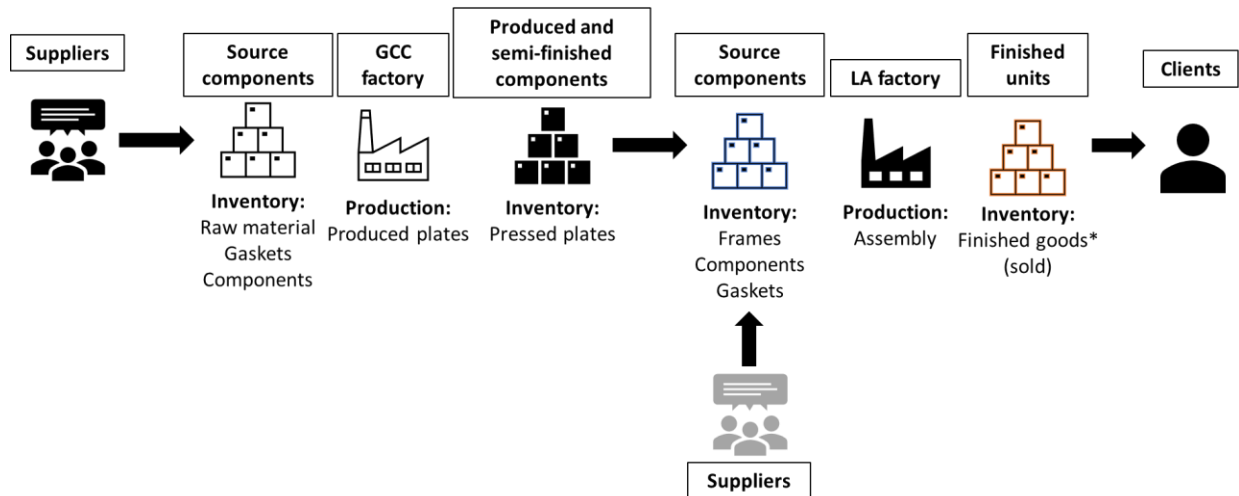 Suppliers
Source
components
GCC
factory
Produced and
semi-finished
components
Source
components
LA factory
Finished
units
Clients
Inventory:
Raw material
Gaskets
Components
Production:
Produced plates
Inventory:
Pressed plates
Inventory:
Frames
Components
Gaskets
Production:
Assembly
Inventory:
Finished goods*
(sold)
Suppliers